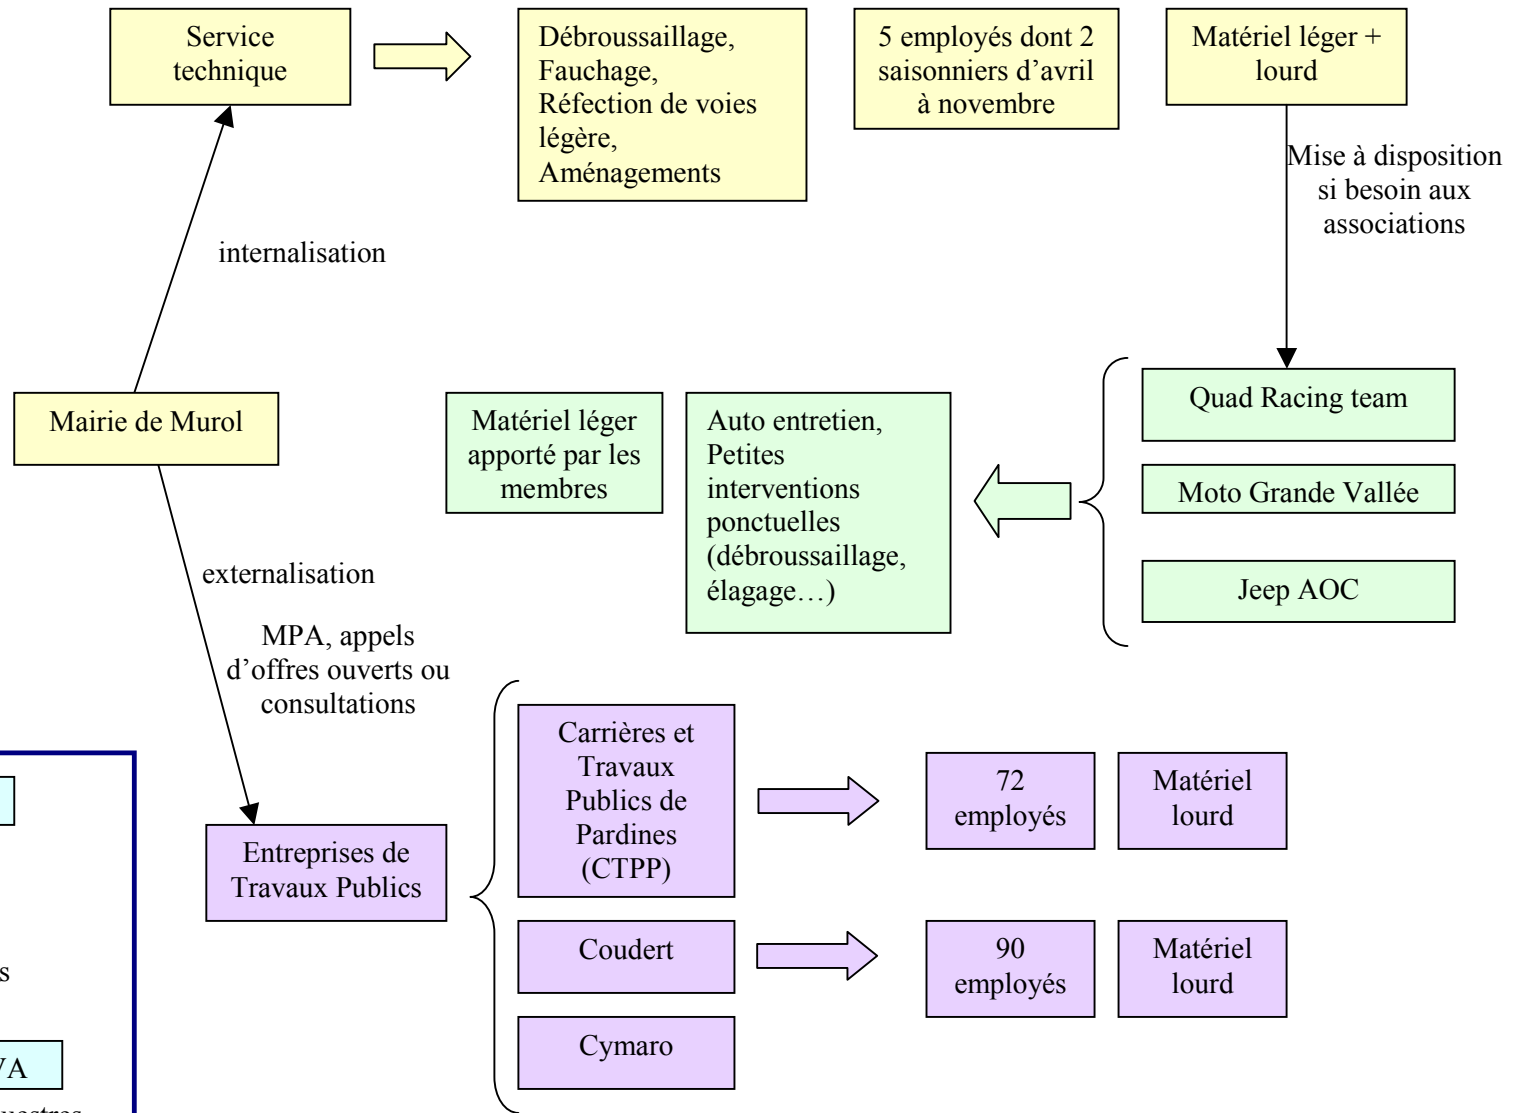 Service
technique
Débroussaillage,
Fauchage,
Réfection de voies
légère,
Aménagements
5 employés dont 2
saisonniers d’avril
à novembre
Matériel léger +
lourd
Mise à disposition
si besoin aux
associations
internalisation
Mairie de Murol
Matériel léger
apporté par les
membres
Auto entretien,
Petites
interventions
ponctuelles
(débroussaillage,
élagage…)
Quad Racing team
Moto Grande Vallée
Jeep AOC
externalisation
MPA, appels
d’offres ouverts ou
consultations
Entreprises de
Travaux Publics
Carrières et
Travaux
Publics de
Pardines
(CTPP)
72
employés
Matériel
lourd
Coudert
90
employés
Matériel
lourd
Cymaro